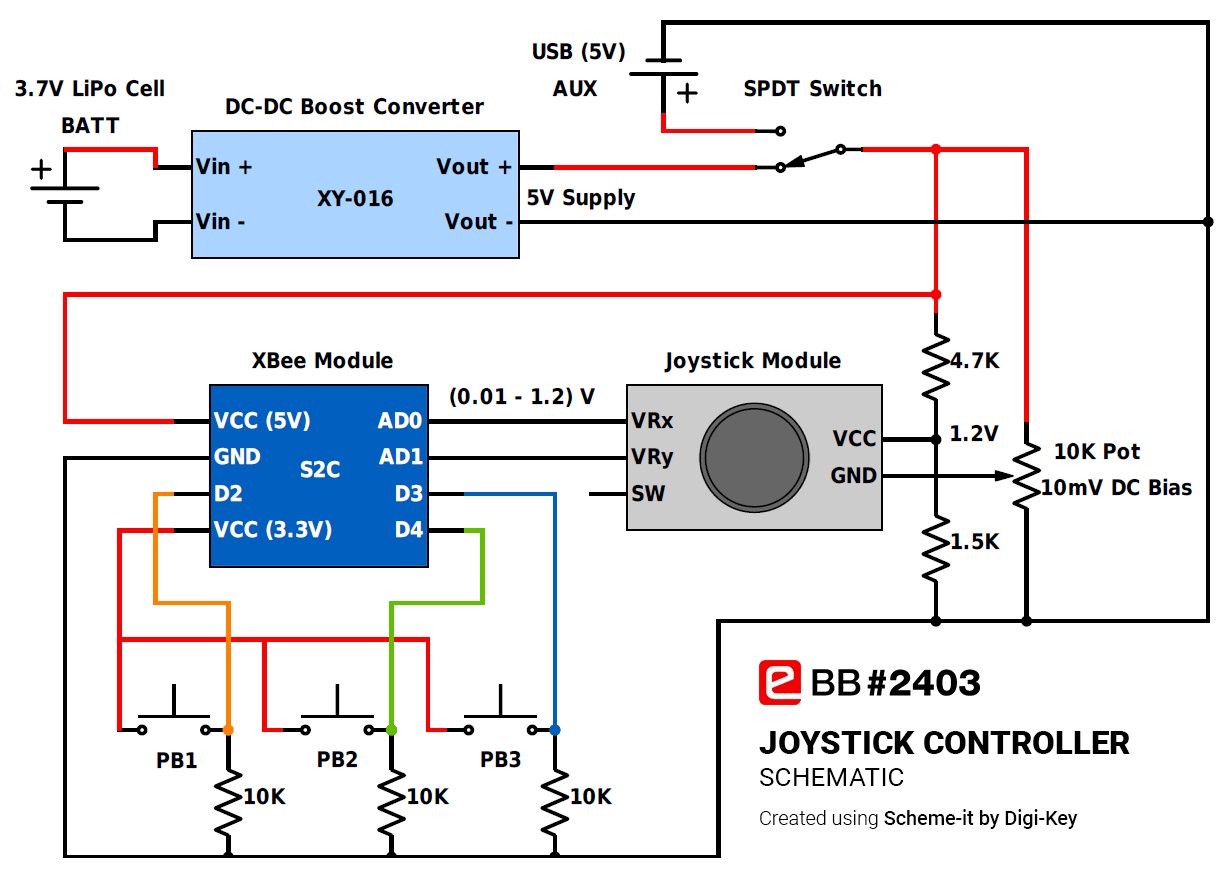 USB (5V)
AUX
+
SPDT Switch
3.7V LiPo Cell
BATT
+
DC-DC Boost Converter
Vin +
Vout +
XY-016
5V Supply
Vin -
Vout -
XBee Module
Joystick Module
4.7K
(0.01 - 1.2) V
VCC (5V)
AD0
VRx
VCC
1.2V
GND
S2C
AD1
VRy
GND
10K Pot
10mV DC Bias
D2
D3
SW
VCC (3.3V)
D4
1.5K
PB1
PB2
PB3
10K
10K
10K
e BB #2403
JOYSTICK CONTROLLER
SCHEMATIC
Created using Scheme-it by Digi-Key